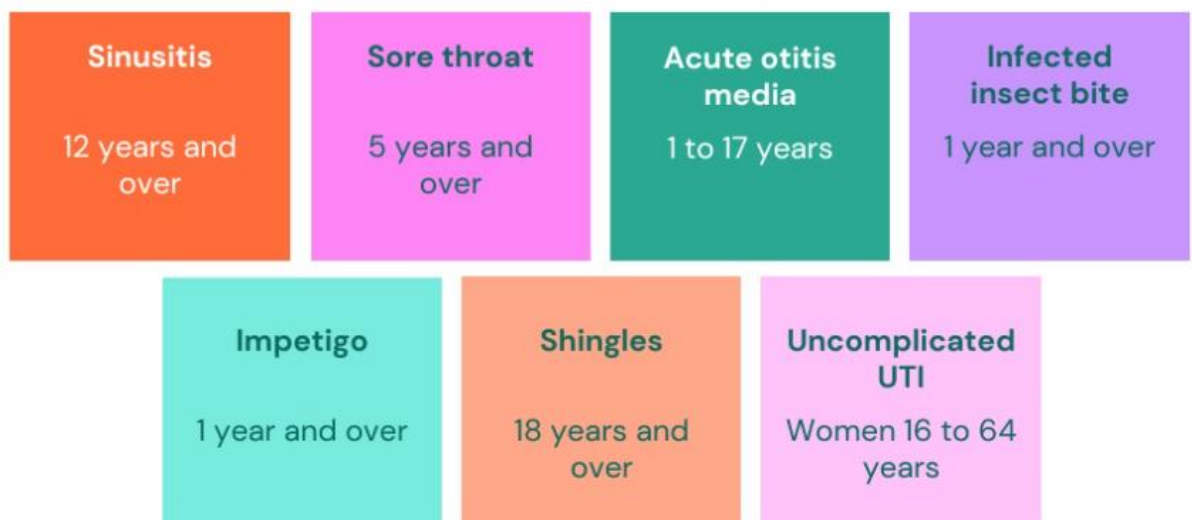 Sinusitis
12 years and
over
Sore throat
5 years and
over
Acute otitis
media
1 to 17 years
Infected
insect bite
1 year and over
Impetigo
1 year and over
Shingles
18 years and
over
Uncomplicated
UTI
Women 16 to 64
years